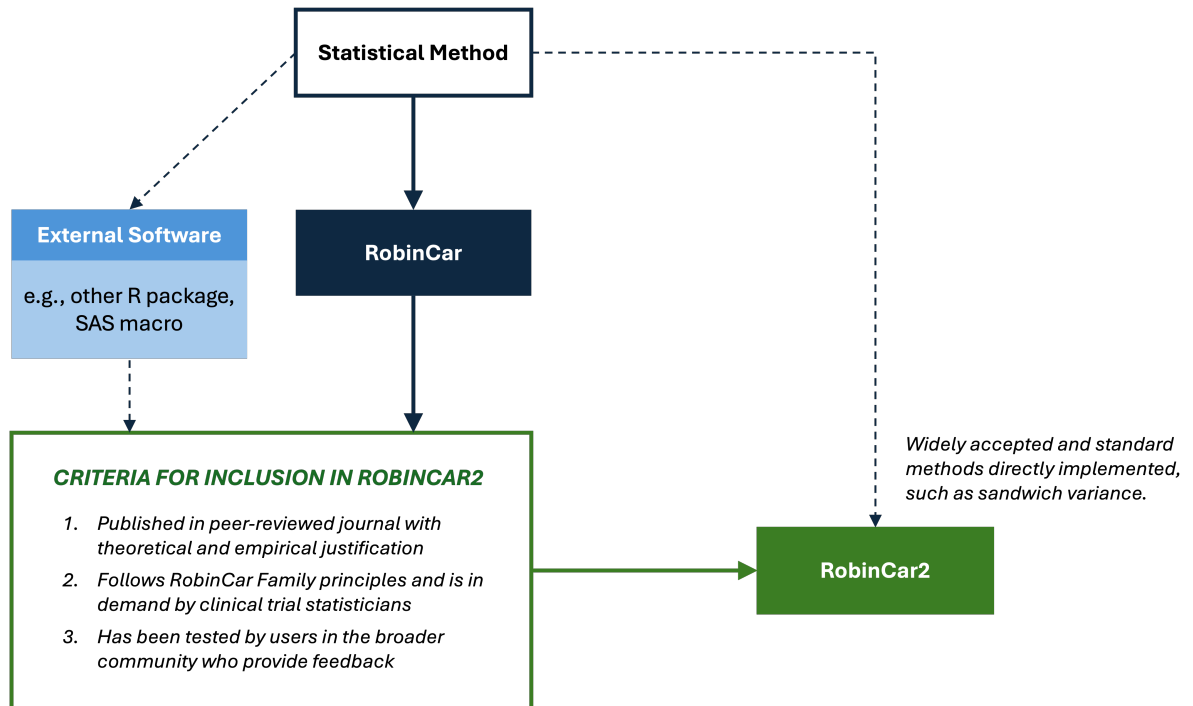 Statistical Method
External Software
e.g., other R package,
SAS macro
RobinCar
CRITERIA FOR INCLUSION IN ROBINCAR2
1. Published in peer-reviewed journal with
theoretical and empirical justification
2. Follows RobinCar Family principles and is in
demand by clinical trial statisticians
3. Has been tested by users in the broader
community who provide feedback
Widely accepted and standard
methods directly implemented,
such as sandwich variance.
RobinCar2